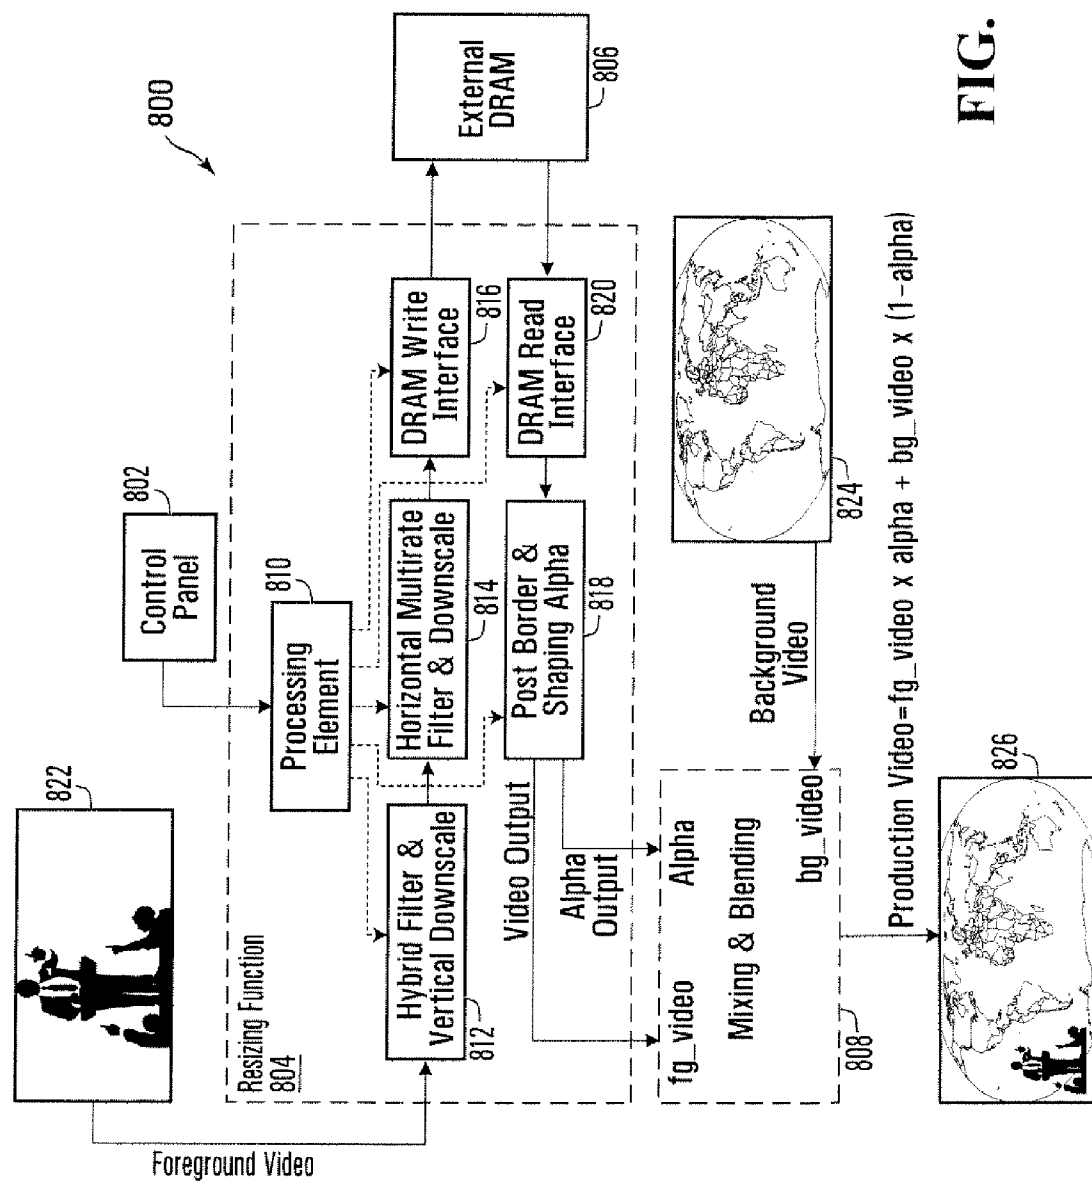 800
822
Foreground Video
Control
Panel
802
Resizing Function
804
Processing
Element
810
Hybrid Filter &
Vertical Downscale
812
Horizontal Multirate
Filter & Downscale
814
DRAM Write
Interface
816
External
DRAM
806
Post Border &
Shaping Alpha
818
DRAM Read
Interface
820
Video Output
Alpha
Output
fg_video
Alpha
Mixing & Blending
bg_video
808
Background
Video
824
Production Video=fg_video x alpha + bg_video x (1-alpha)
826
FIG.